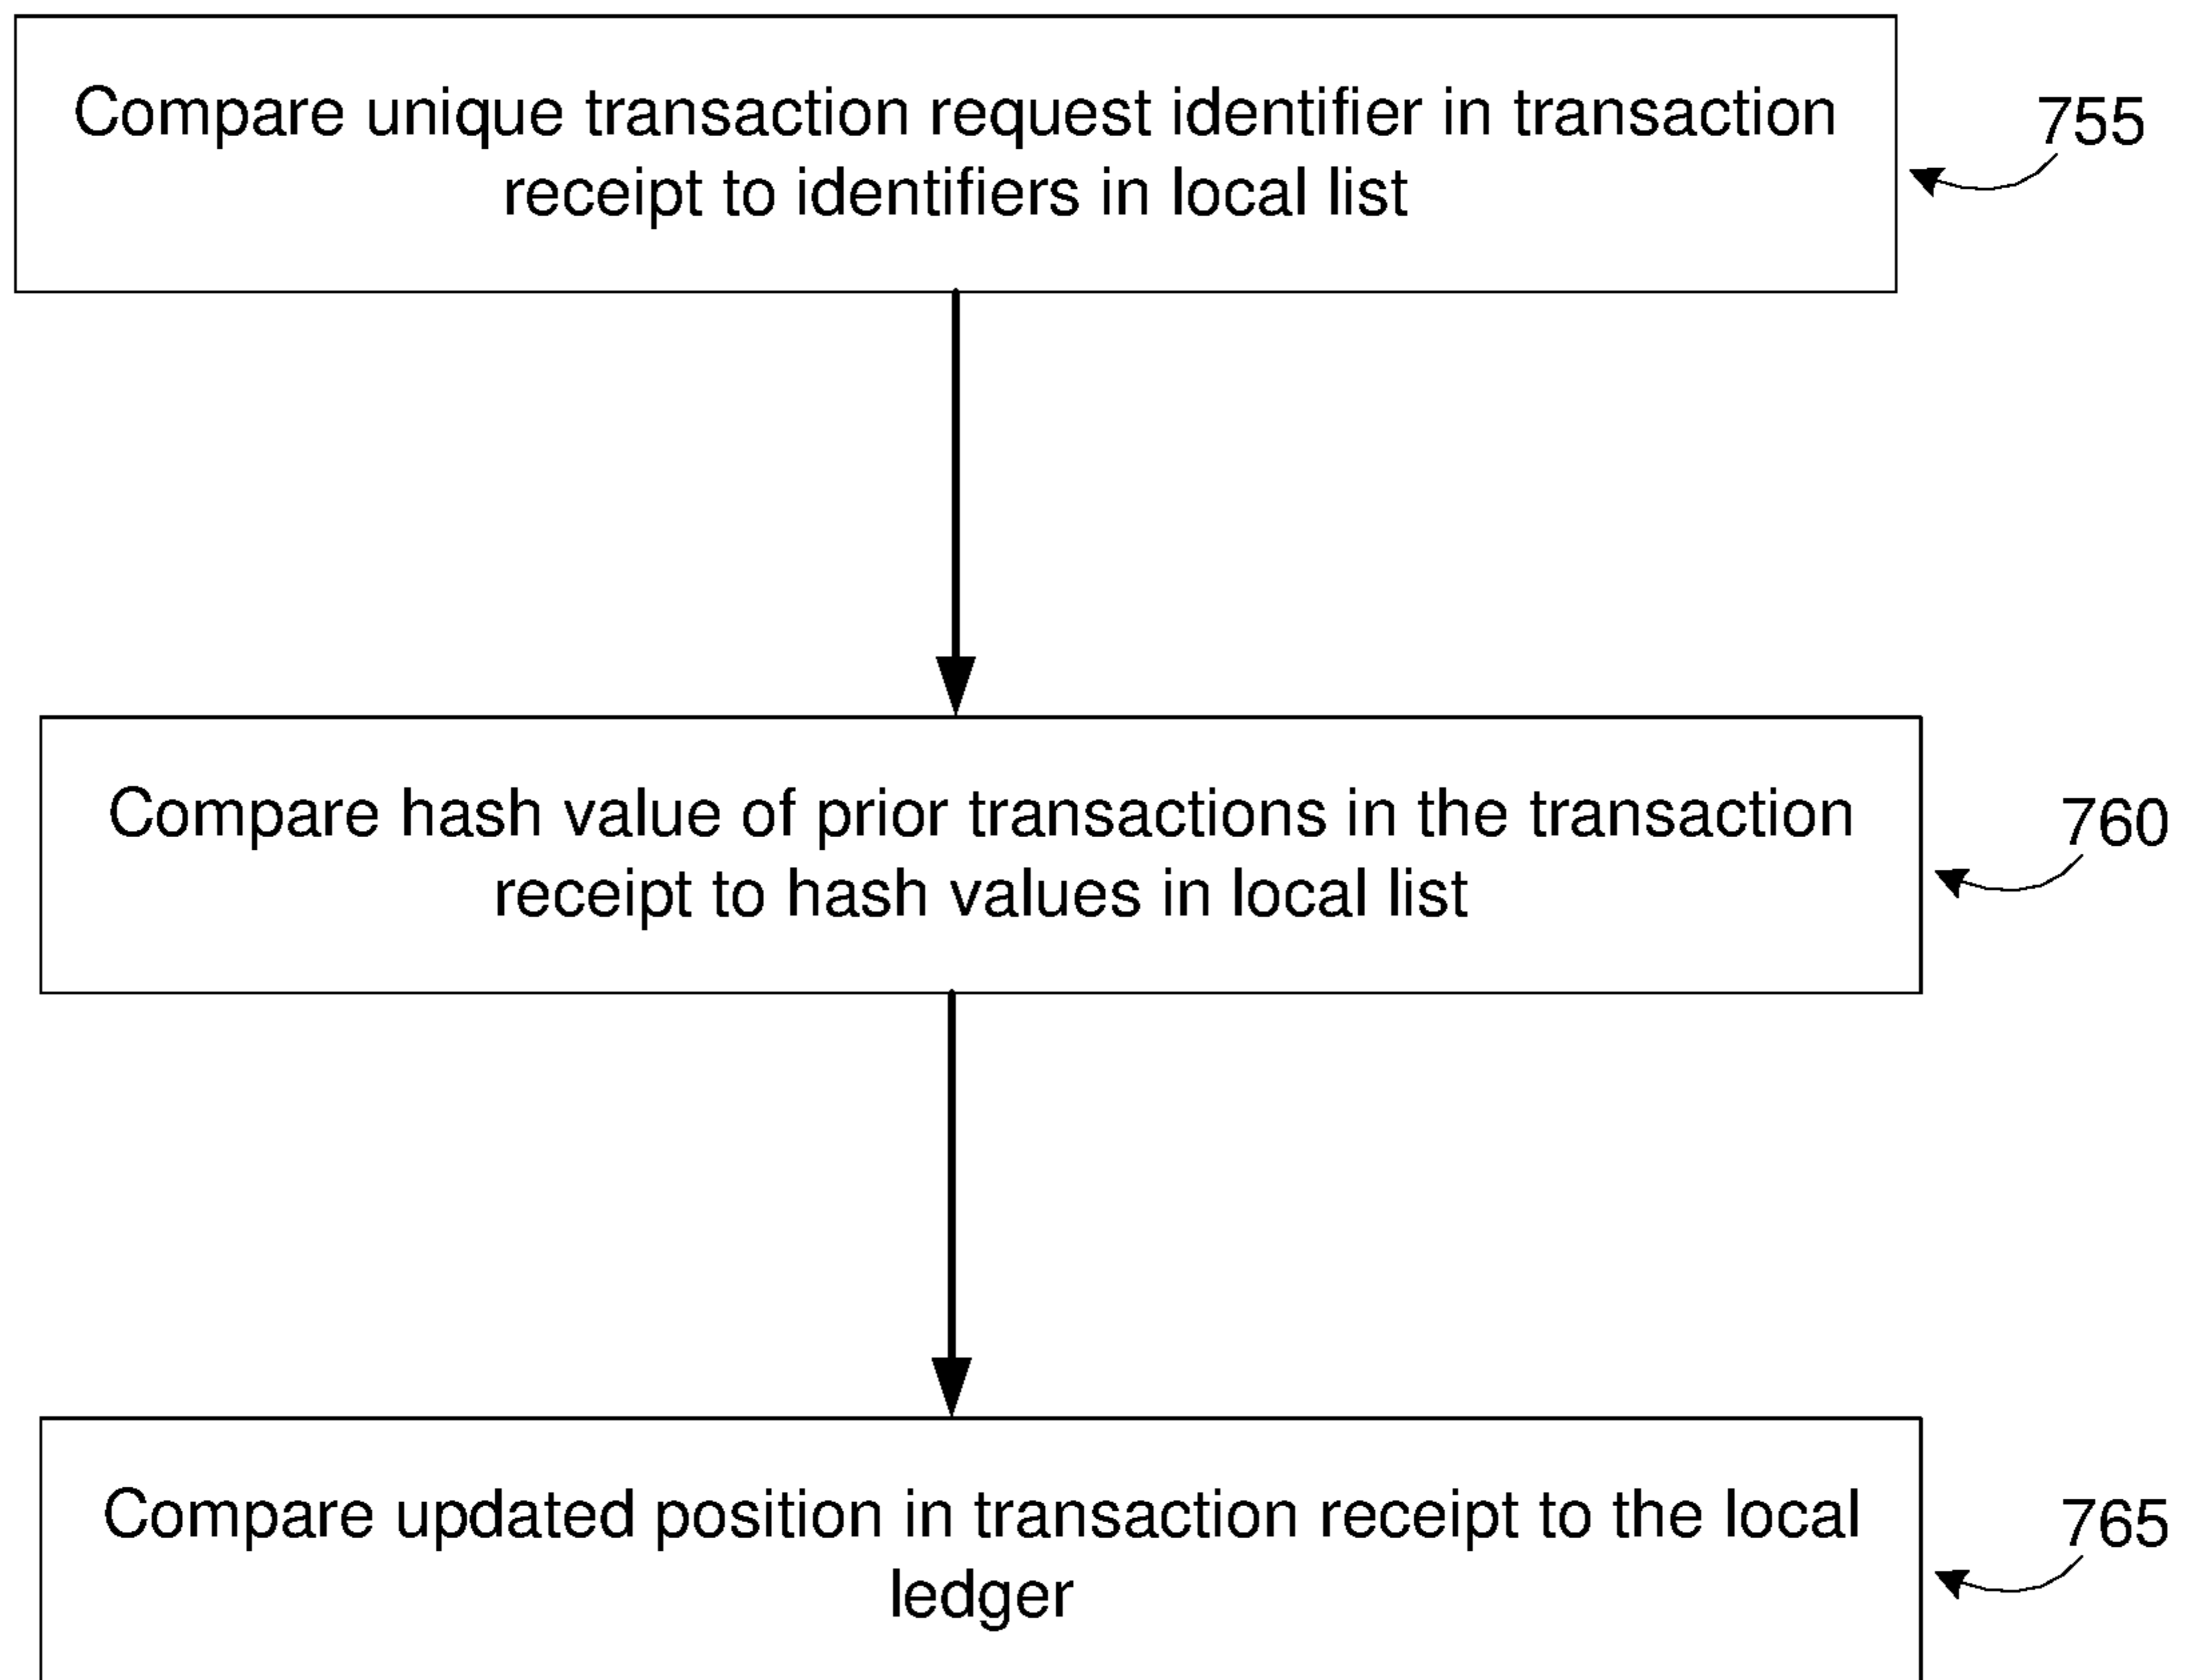 Compare unique transaction request identifier in transaction
receipt to identifiers in local list
755
Compare hash value of prior transactions in the transaction
receipt to hash values in local list
760
Compare updated position in transaction receipt to the local
ledger
765